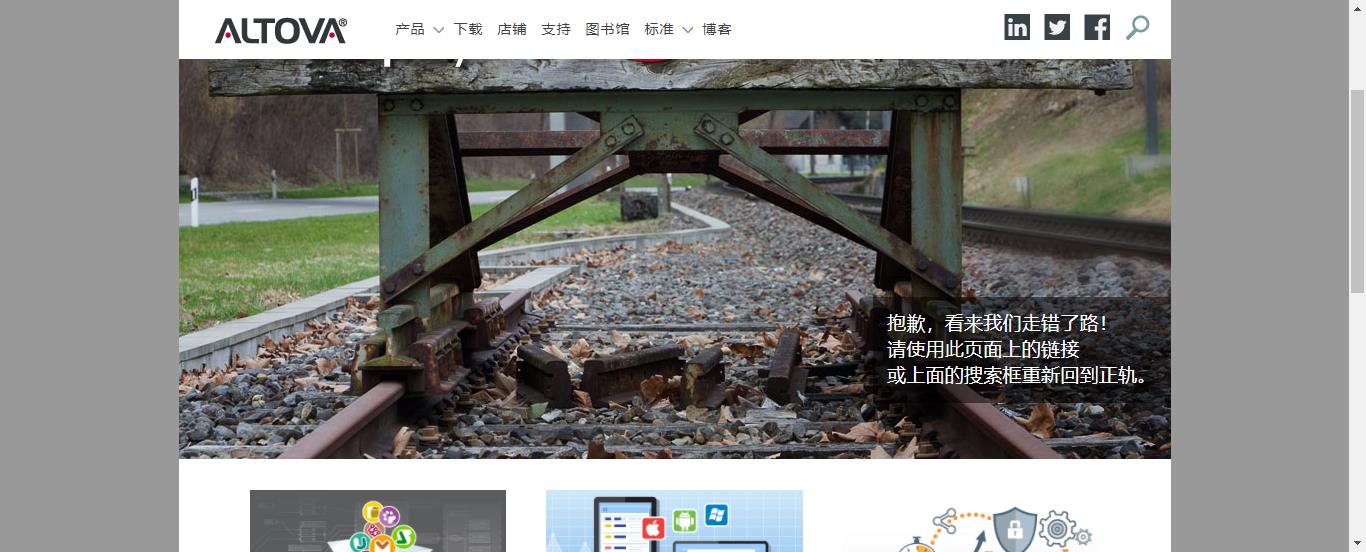 ALTOVA®
产品 下载 店铺 支持 图书馆 标准 博客
抱歉，看来我们走错了路！
请使用此页面上的链接
或上面的搜索框重新回到正轨。